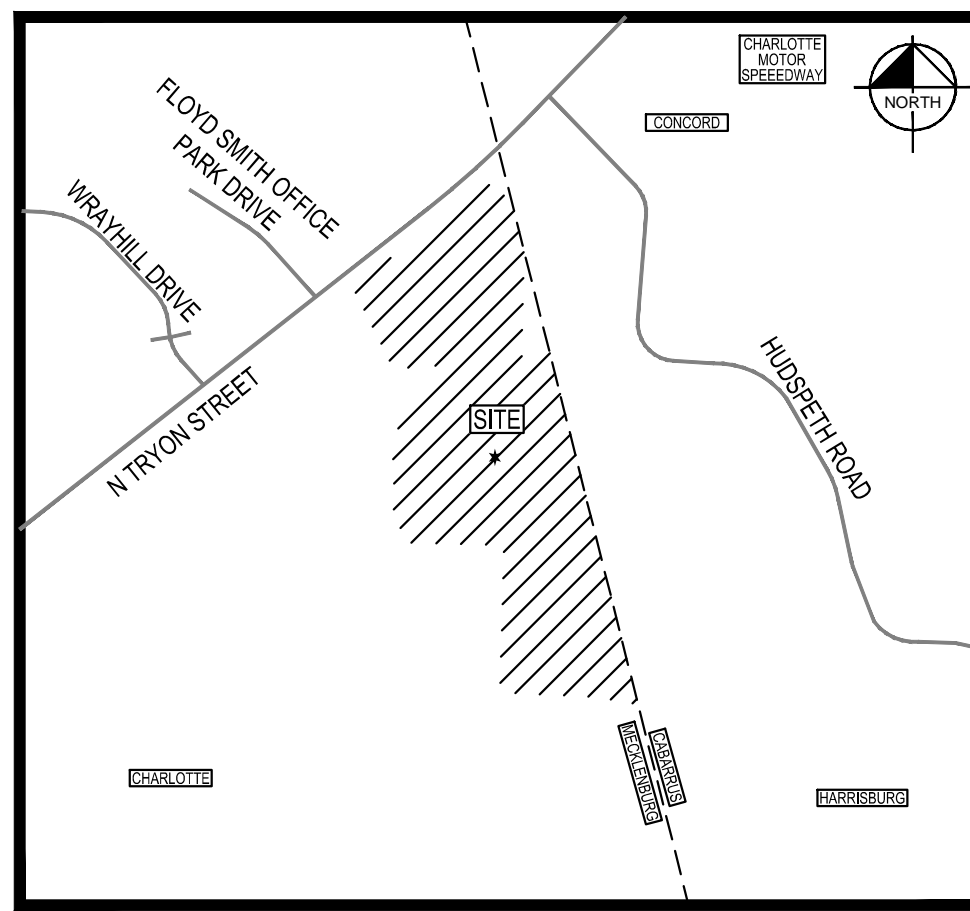 CHARLOTTE
MOTOR
SPEEEDWAY
NORTH
CONCORD
FLOYD SMITH OFFICE
PARK DRIVE
WRAYHILL DRIVE
N TRYON STREET
HUDSPETH ROAD
SITE
MECKLENBURG
CABARRUS
CHARLOTTE
HARRISBURG